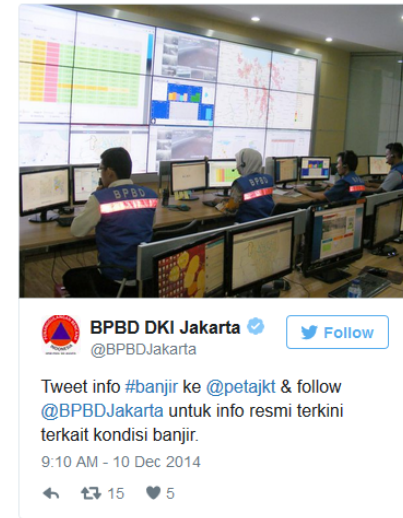 BPBD
BPBD
BPBD DKI Jakarta
Follow
@BPBDJakarta
Tweet info #banjir ke @petajkt & follow
@BPBDJakarta untuk info resmi terkini
terkait kondisi banjir.
9:10 AM - 10 Dec 2014
15 5